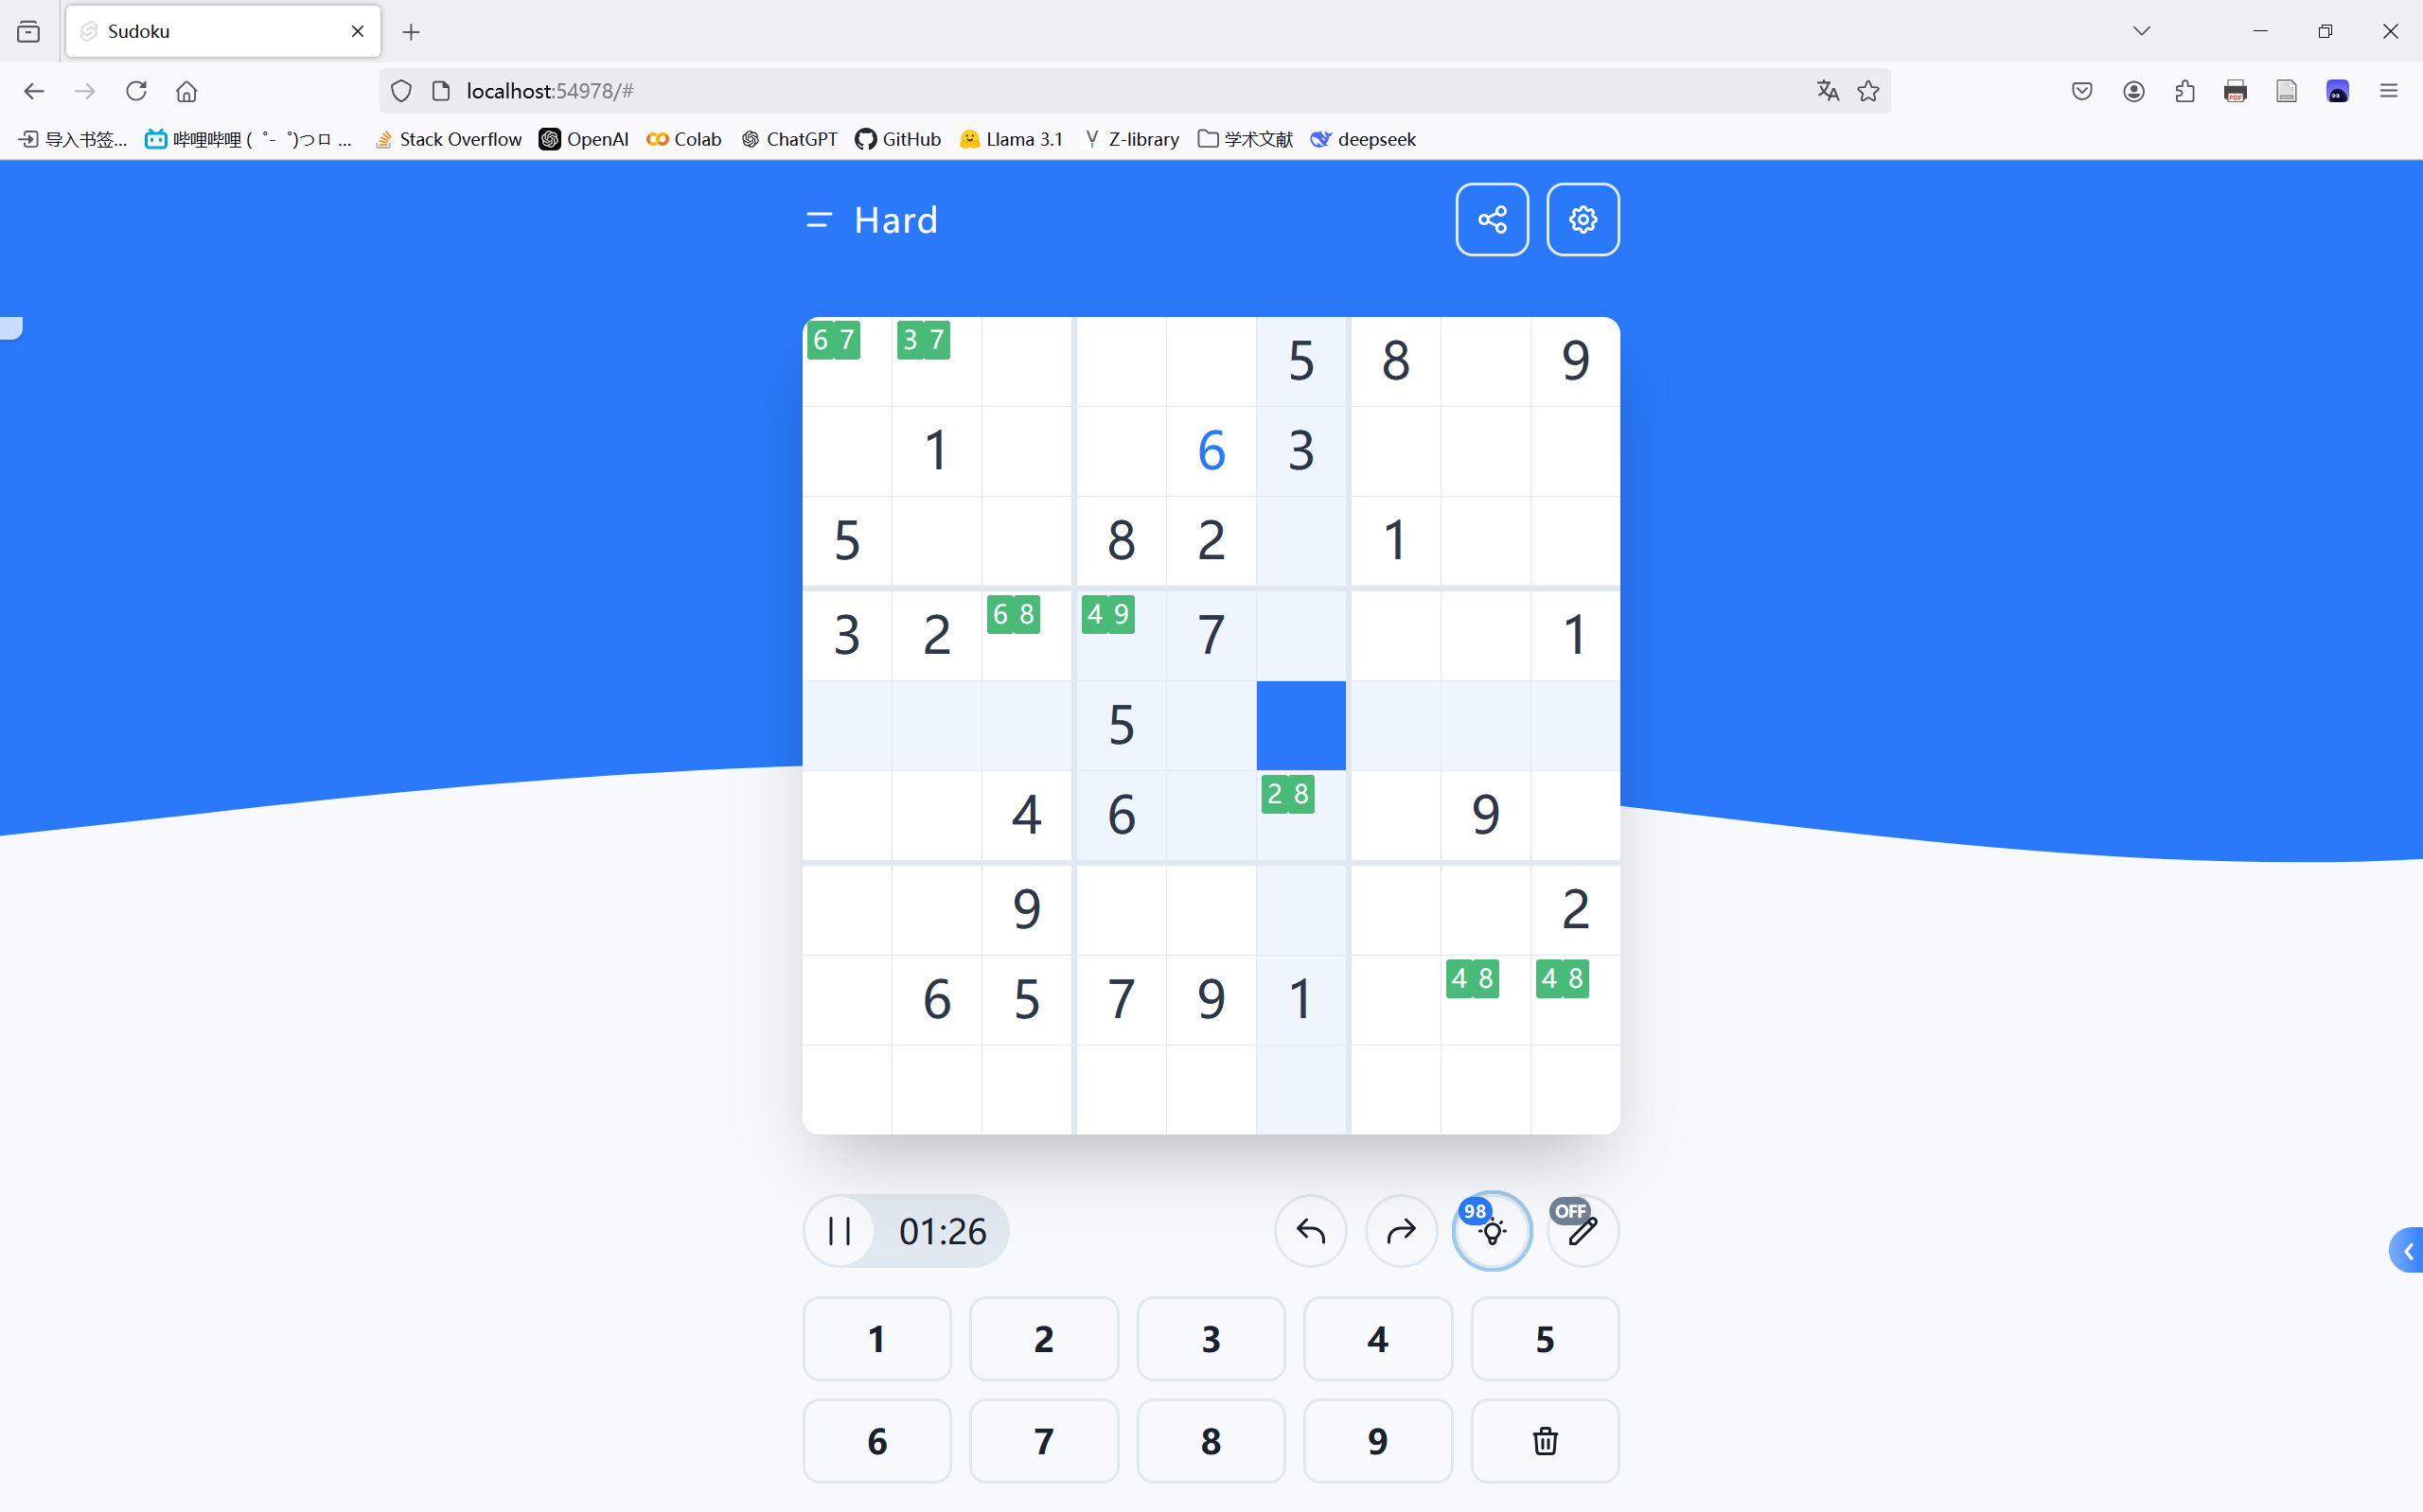 Sudoku
localhost:54978/#
导入书签... 哔哩哔哩 ( ゜- ゜)つロ ... Stack Overflow OpenAI Colab ChatGPT GitHub Llama 3.1 Z-library 学术文献 deepseek
Hard
6 7 3 7 5 8 9
1 6 3
5 8 2 1
3 2 6 8 4 9 7 1
5
4 6 2 8 9
9 2
6 5 7 9 1 4 8 4 8
01:26 98 OFF
1 2 3 4 5
6 7 8 9